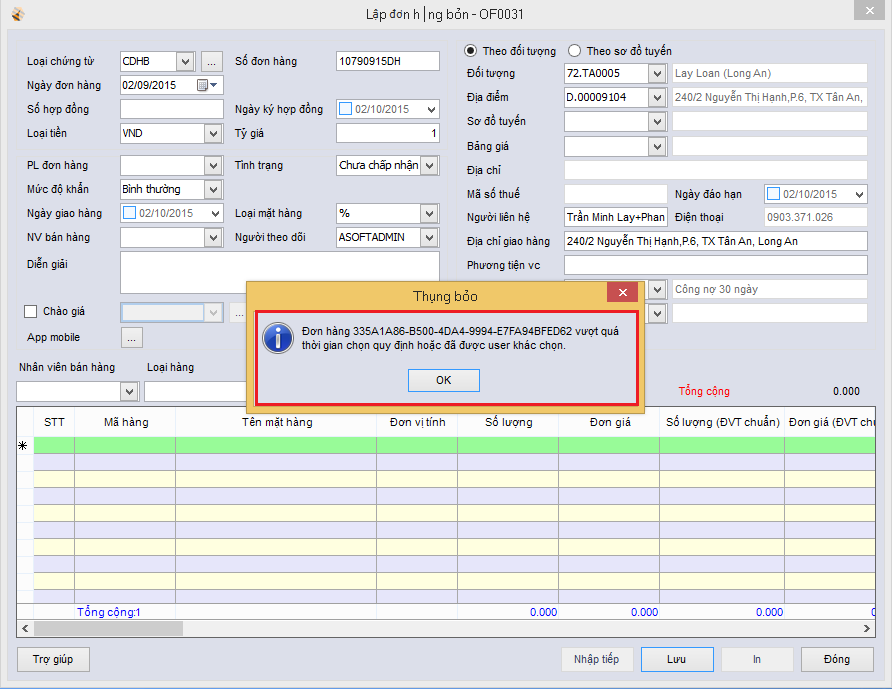 Lập đơn h ng bỏn - OF0031
Loại chứng từ CDHB ... Số đơn hàng 10790915DH
Ngày đơn hàng 02/09/2015
Số hợp đồng Ngày ký hợp đồng 02/10/2015
Loại tiền VND Tỷ giá 1
PL đơn hàng Tình trạng Chưa chấp nhận
Mức độ khẩn Bình thường
Ngày giao hàng 02/10/2015 Loại mặt hàng %
NV bán hàng Người theo dõi ASOFTADMIN
Diễn giải
Chào giá ...
App mobile ...
Nhân viên bán hàng Loại hàng
Theo đối tượng Theo sơ đồ tuyến
Đối tượng 72.TA0005 Lay Loan (Long An)
Địa điểm D.00009104 240/2 Nguyễn Thị Hạnh,P.6, TX Tân An,
Sơ đồ tuyến
Bảng giá
Địa chỉ
Mã số thuế Ngày đáo hạn 02/10/2015
Người liên hệ Trần Minh Lay+Phan Điện thoại 0903.371.026
Địa chỉ giao hàng 240/2 Nguyễn Thị Hạnh,P.6, TX Tân An, Long An
Phương tiện vc
Công nợ 30 ngày
Thụng bỏo
Đơn hàng 335A1A86-B500-4DA4-9994-E7FA94BFED62 vượt quá
thời gian chọn quy định hoặc đã được user khác chọn.
OK
Tổng cộng 0.000
STT Mã hàng Tên mặt hàng Đơn vị tính Số lượng Đơn giá Số lượng (ĐVT chuẩn) Đơn giá (ĐVT chu
Tổng cộng:1 0.000 0.000 0.000 0
Trợ giúp Nhập tiếp Lưu In Đóng